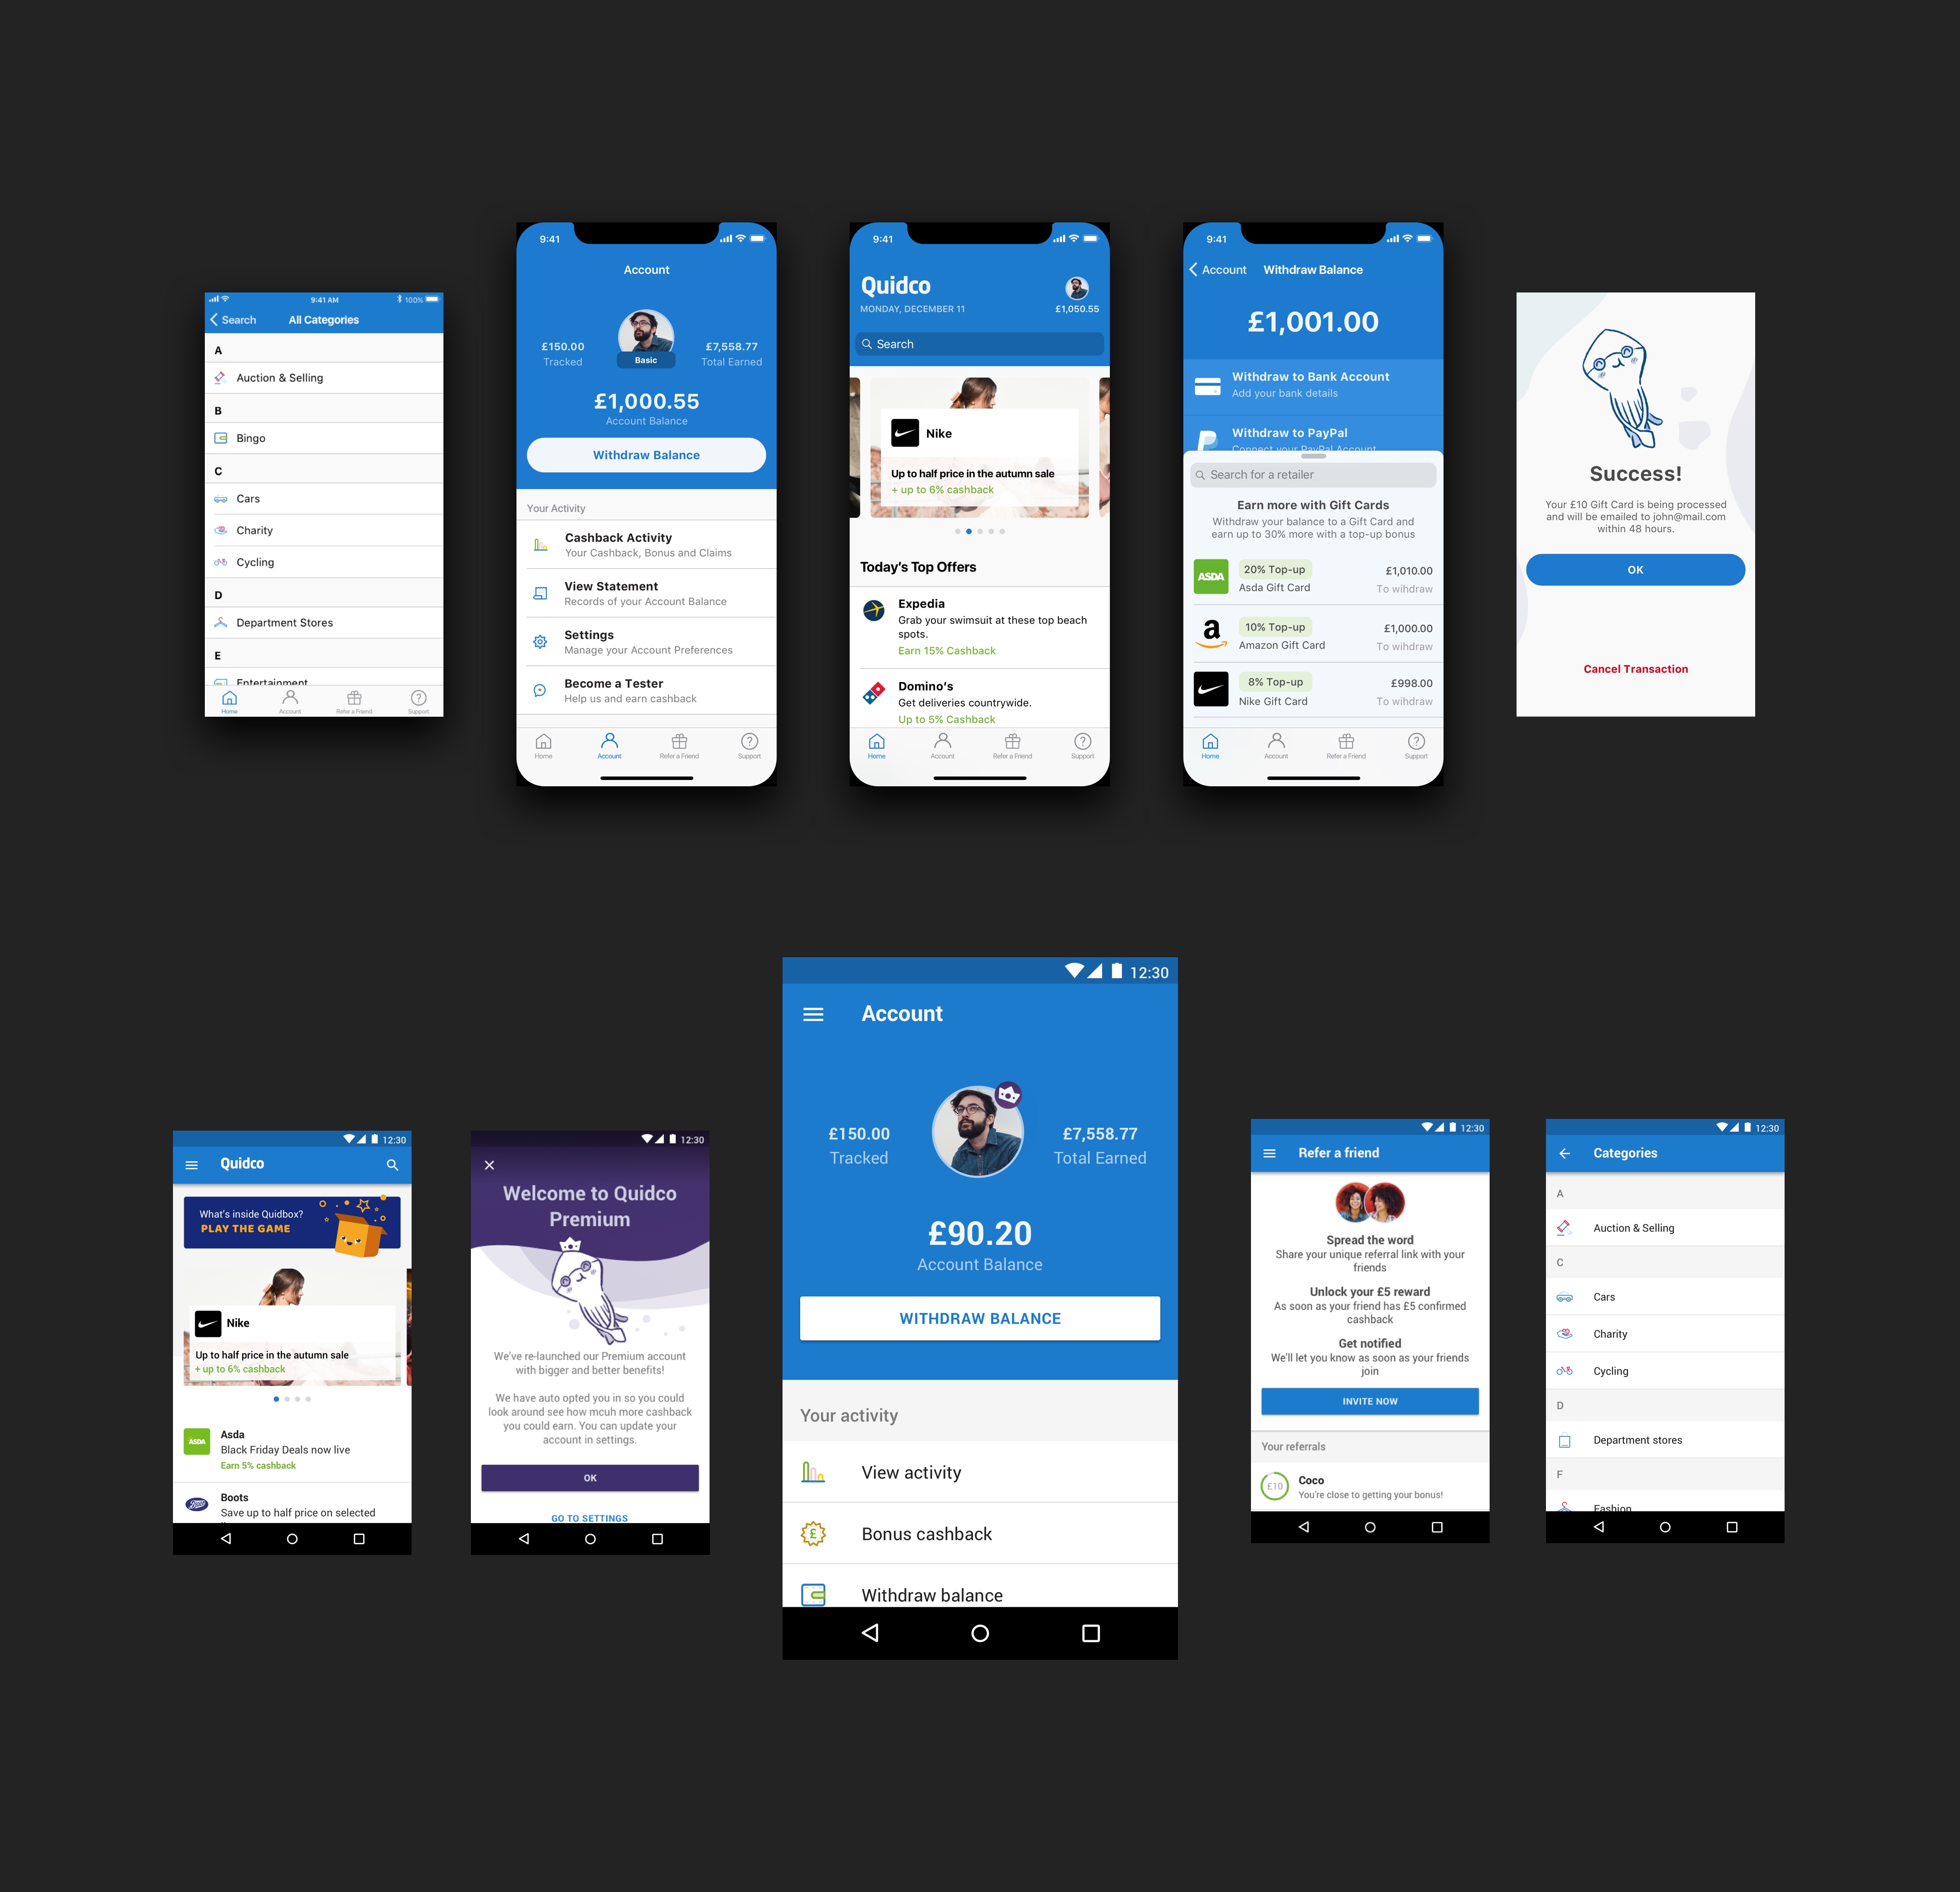 9:41 AM
100%
Search
All Categories
A
Auction & Selling
B
Bingo
C
Cars
Charity
Cycling
D
Department Stores
E
Entertainment
Home
Account
Refer a Friend
Support
9:41
Account
£150.00
Tracked
Basic
£7,558.77
Total Earned
£1,000.55
Account Balance
Withdraw Balance
Your Activity
Cashback Activity
Your Cashback, Bonus and Claims
View Statement
Records of your Account Balance
Settings
Manage your Account Preferences
Become a Tester
Help us and earn cashback
Home
Account
Refer a Friend
Support
9:41
Quidco
MONDAY, DECEMBER 11
£1,050.55
Search
Nike
Up to half price in the autumn sale
+ up to 6% cashback
Today's Top Offers
Expedia
Grab your swimsuit at these top beach
spots.
Earn 15% Cashback
Domino's
Get deliveries countrywide.
Up to 5% Cashback
Home
Account
Refer a Friend
Support
9:41
Account
Withdraw Balance
£1,001.00
Withdraw to Bank Account
Add your bank details
Withdraw to PayPal
Connect your PayPal Account
Search for a retailer
Earn more with Gift Cards
Withdraw your balance to a Gift Card and
earn up to 30% more with a top-up bonus
ASDA
20% Top-up
Asda Gift Card
£1,010.00
To wihdraw
10% Top-up
Amazon Gift Card
£1,000.00
To wihdraw
8% Top-up
Nike Gift Card
£998.00
To wihdraw
Home
Account
Refer a Friend
Support
Success!
Your £10 Gift Card is being processed
and will be emailed to john@mail.com
within 48 hours.
OK
Cancel Transaction
12:30
Quidco
What's inside Quidbox?
PLAY THE GAME
Nike
Up to half price in the autumn sale
+ up to 6% cashback
ASDA
Asda
Black Friday Deals now live
Earn 5% cashback
Boots
Boots
Save up to half price on selected
12:30
Welcome to Quidco
Premium
We've re-launched our Premium account
with bigger and better benefits!
We have auto opted you in so you could
look around see how mcuh more cashback
you could earn. You can update your
account in settings.
OK
GO TO SETTINGS
12:30
Account
£150.00
Tracked
£7,558.77
Total Earned
£90.20
Account Balance
WITHDRAW BALANCE
Your activity
View activity
Bonus cashback
Withdraw balance
12:30
Refer a friend
Spread the word
Share your unique referral link with your
friends
Unlock your £5 reward
As soon as your friend has £5 confirmed
cashback
Get notified
We'll let you know as soon as your friends
join
INVITE NOW
Your referrals
£10
Coco
You're close to getting your bonus!
12:30
Categories
A
Auction & Selling
C
Cars
Charity
Cycling
D
Department stores
F
Fashion